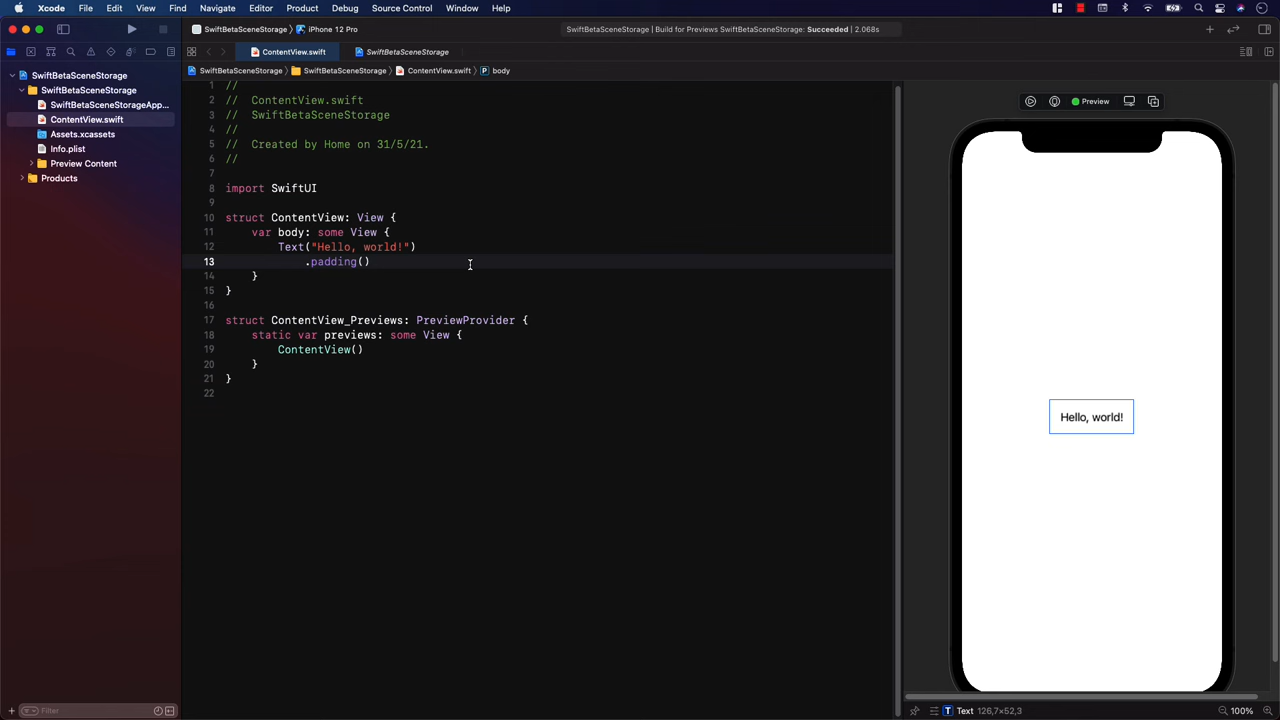 Xcode File Edit View Find Navigate Editor Product Debug Source Control Window Help
SwiftBetaSceneStorage 〉 iPhone 12 Pro
SwiftBetaSceneStorage | Build for Previews Succeeded | 2.068s
ContentView.swift
SwiftBetaSceneStorage
SwiftBetaSceneStorage 〉 SwiftBetaSceneStorage 〉 ContentView.swift 〉 P body
SwiftBetaSceneStorage
SwiftBetaSceneStorage
SwiftBetaSceneStorageApp...
ContentView.swift
Assets.xcassets
Info.plist
Preview Content
Products
Filter
1 //
2 // ContentView.swift
3 // SwiftBetaSceneStorage
4 //
5 // Created by Home on 31/5/21.
6 //
7
8 import SwiftUI
9
10 struct ContentView: View {
11 var body: some View {
12 Text("Hello, world!")
13 .padding()
14 }
15 }
16
17 struct ContentView_Previews: PreviewProvider {
18 static var previews: some View {
19 ContentView()
20 }
21 }
22
Preview
Hello, world!
T Text 126,7×52,3
100%